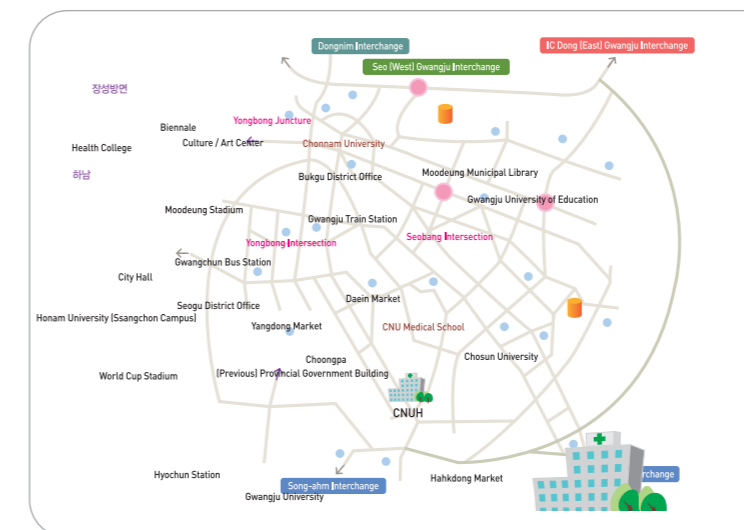 Dongnim Interchange
IC Dong (East) Gwangju Interchange
Seo (West) Gwangju Interchange
장성방면
Yongbong Juncture
Biennale
Culture / Art Center
Chonnam University
Health College
하남
Bukgu District Office
Moodeung Municipal Library
Gwangju University of Education
Moodeung Stadium
Gwangju Train Station
Yongbong Intersection
Seobang Intersection
Gwangchun Bus Station
City Hall
Seogu District Office
Daein Market
Honam University (Ssangchon Campus)
Yangdong Market
CNU Medical School
Choongpa
Chosun University
World Cup Stadium
(Previous) Provincial Government Building
CNUH
Hyochun Station
Song-ahm Interchange
Hahkdong Market
Gwangju University